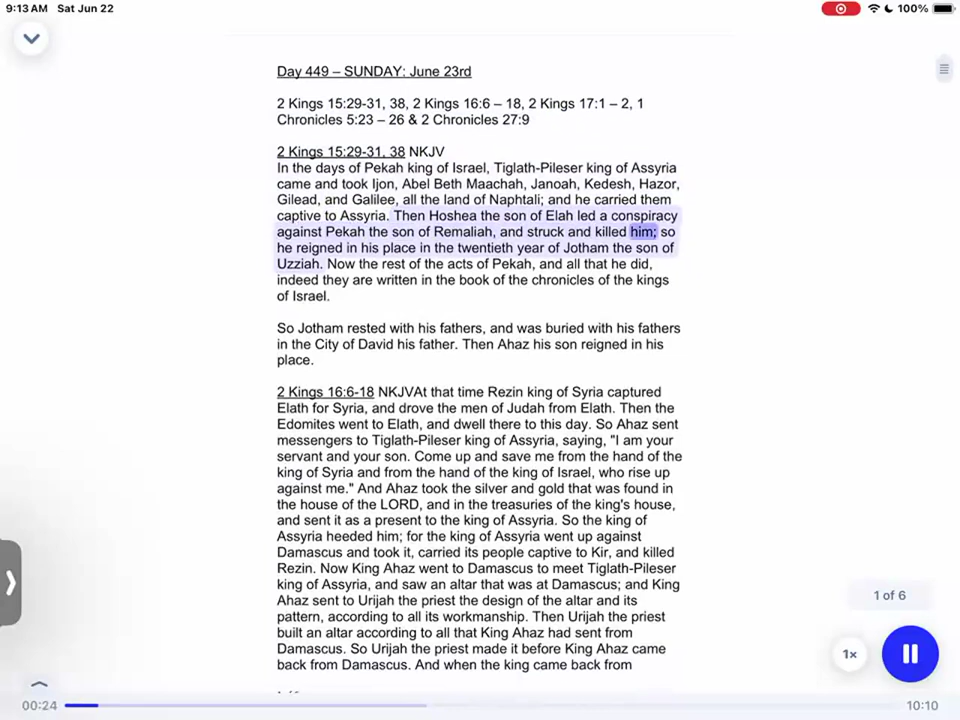 9:13 AM Sat Jun 22
100%
Day 449 – SUNDAY: June 23rd
2 Kings 15:29-31, 38, 2 Kings 16:6 – 18, 2 Kings 17:1 – 2, 1
Chronicles 5:23 – 26 & 2 Chronicles 27:9
2 Kings 15:29-31, 38 NKJV
In the days of Pekah king of Israel, Tiglath-Pileser king of Assyria
came and took Ijon, Abel Beth Maachah, Janoah, Kedesh, Hazor,
Gilead, and Galilee, all the land of Naphtali; and he carried them
captive to Assyria. Then Hoshea the son of Elah led a conspiracy
against Pekah the son of Remaliah, and struck and killed him; so
he reigned in his place in the twentieth year of Jotham the son of
Uzziah. Now the rest of the acts of Pekah, and all that he did,
indeed they are written in the book of the chronicles of the kings
of Israel.
So Jotham rested with his fathers, and was buried with his fathers
in the City of David his father. Then Ahaz his son reigned in his
place.
2 Kings 16:6-18 NKJVAt that time Rezin king of Syria captured
Elath for Syria, and drove the men of Judah from Elath. Then the
Edomites went to Elath, and dwell there to this day. So Ahaz sent
messengers to Tiglath-Pileser king of Assyria, saying, "I am your
servant and your son. Come up and save me from the hand of the
king of Syria and from the hand of the king of Israel, who rise up
against me." And Ahaz took the silver and gold that was found in
the house of the LORD, and in the treasuries of the king's house,
and sent it as a present to the king of Assyria. So the king of
Assyria heeded him; for the king of Assyria went up against
Damascus and took it, carried its people captive to Kir, and killed
Rezin. Now King Ahaz went to Damascus to meet Tiglath-Pileser
king of Assyria, and saw an altar that was at Damascus; and King
Ahaz sent to Urijah the priest the design of the altar and its
pattern, according to all its workmanship. Then Urijah the priest
built an altar according to all that King Ahaz had sent from
Damascus. So Urijah the priest made it before King Ahaz came
back from Damascus. And when the king came back from
1 of 6
1×
00:24
10:10